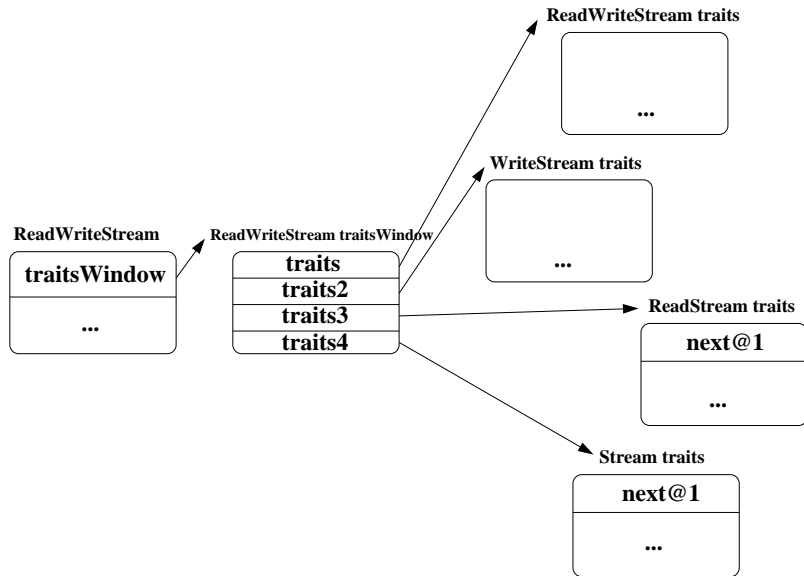 ReadWriteStream traits
...
WriteStream traits
...
ReadWriteStream
traitsWindow
...
ReadWriteStream traitsWindow
traits
traits2
traits3
traits4
ReadStream traits
next@1
...
Stream traits
next@1
...